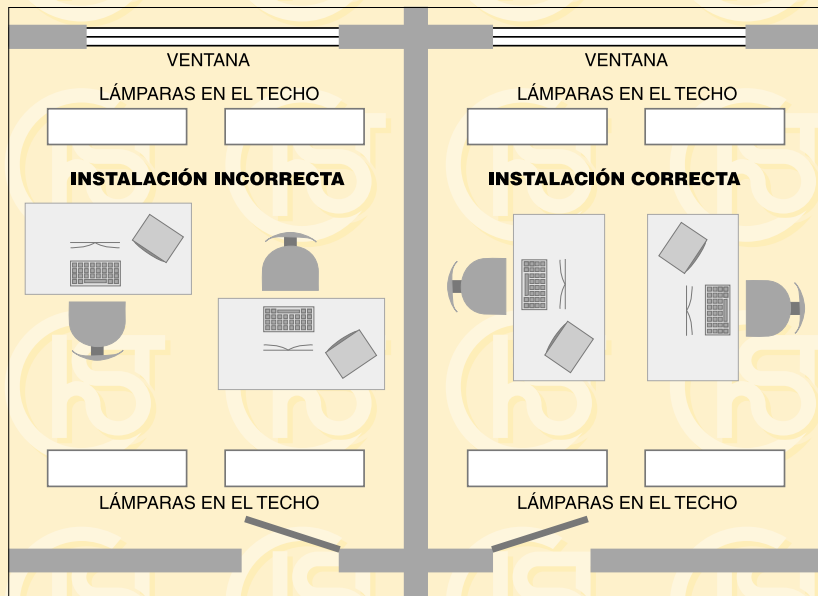 VENTANA
LÁMPARAS EN EL TECHO
INSTALACIÓN INCORRECTA
LÁMPARAS EN EL TECHO
VENTANA
LÁMPARAS EN EL TECHO
INSTALACIÓN CORRECTA
LÁMPARAS EN EL TECHO